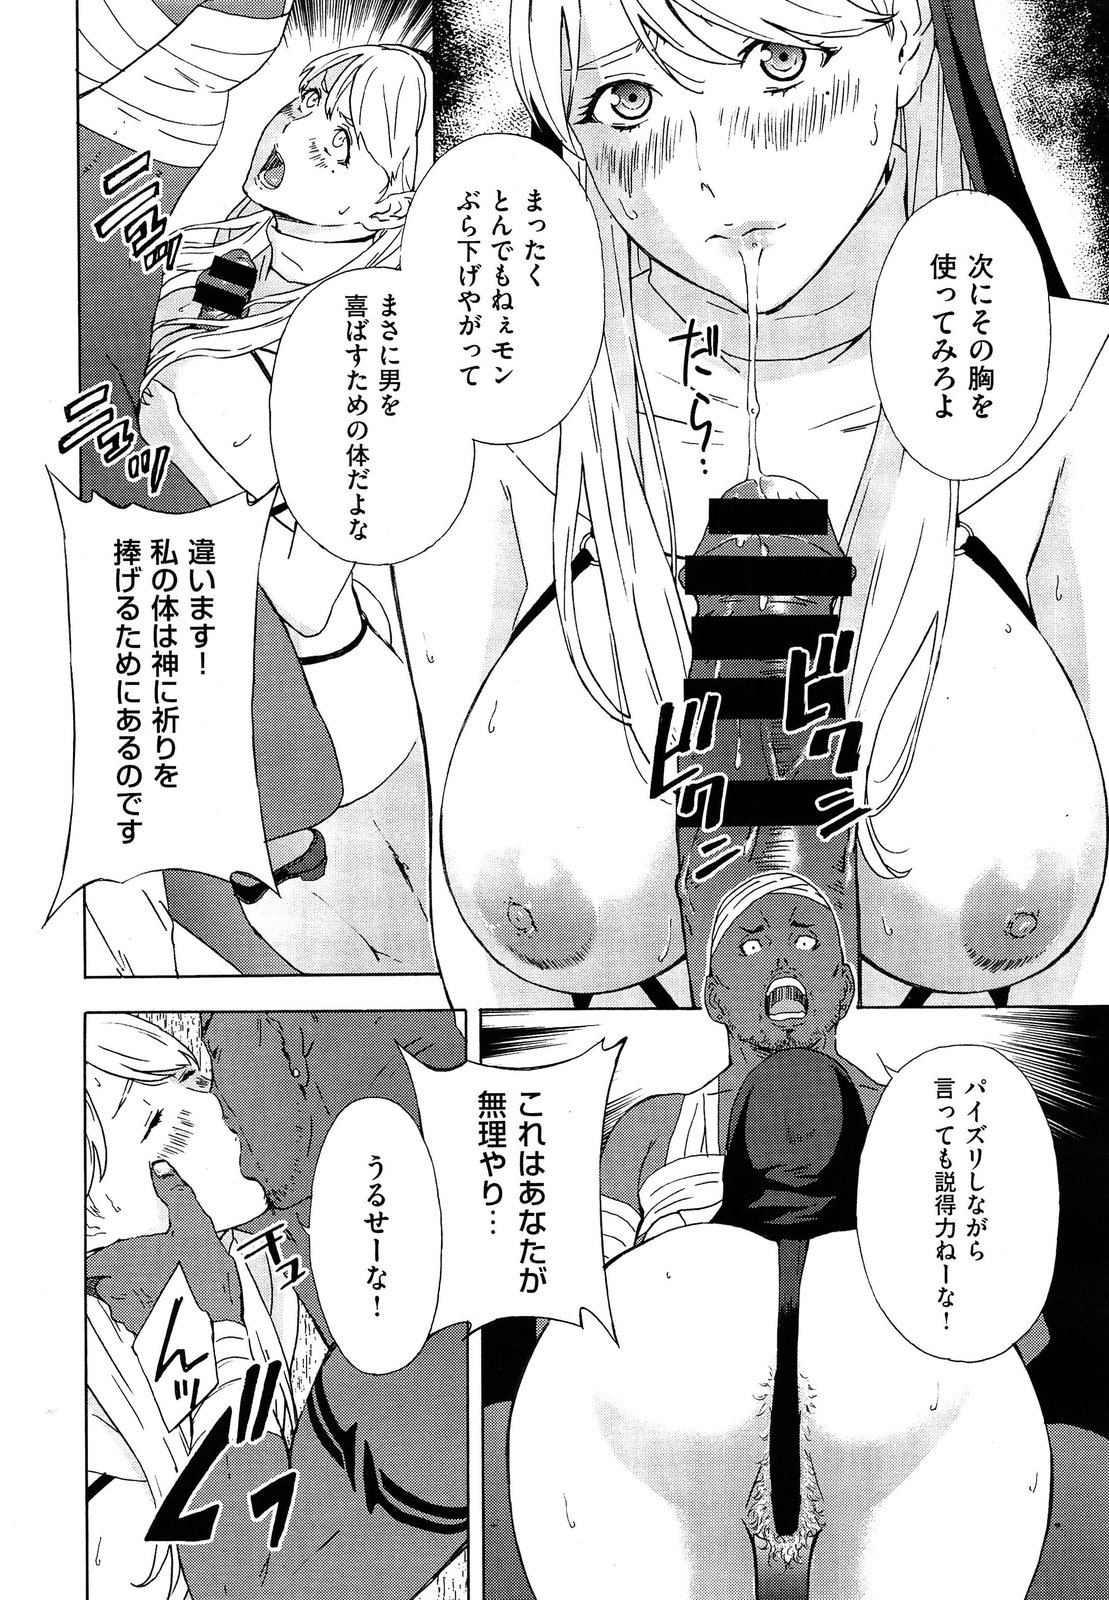 次にその胸を
使ってみろよ
だら…
ビクン
ビクン
まったく
とんでもねぇモン
ぶら下げやがって
まさに男を
喜ばすための体だよな
ニュッ
ニュッ
違います！
私の体は神に祈りを
捧げるためにあるのです
パイズリしながら
言っても説得力ねーな！
これはあなたが
無理やり…
うるせーな！
チュ
んッ
ぐいッ